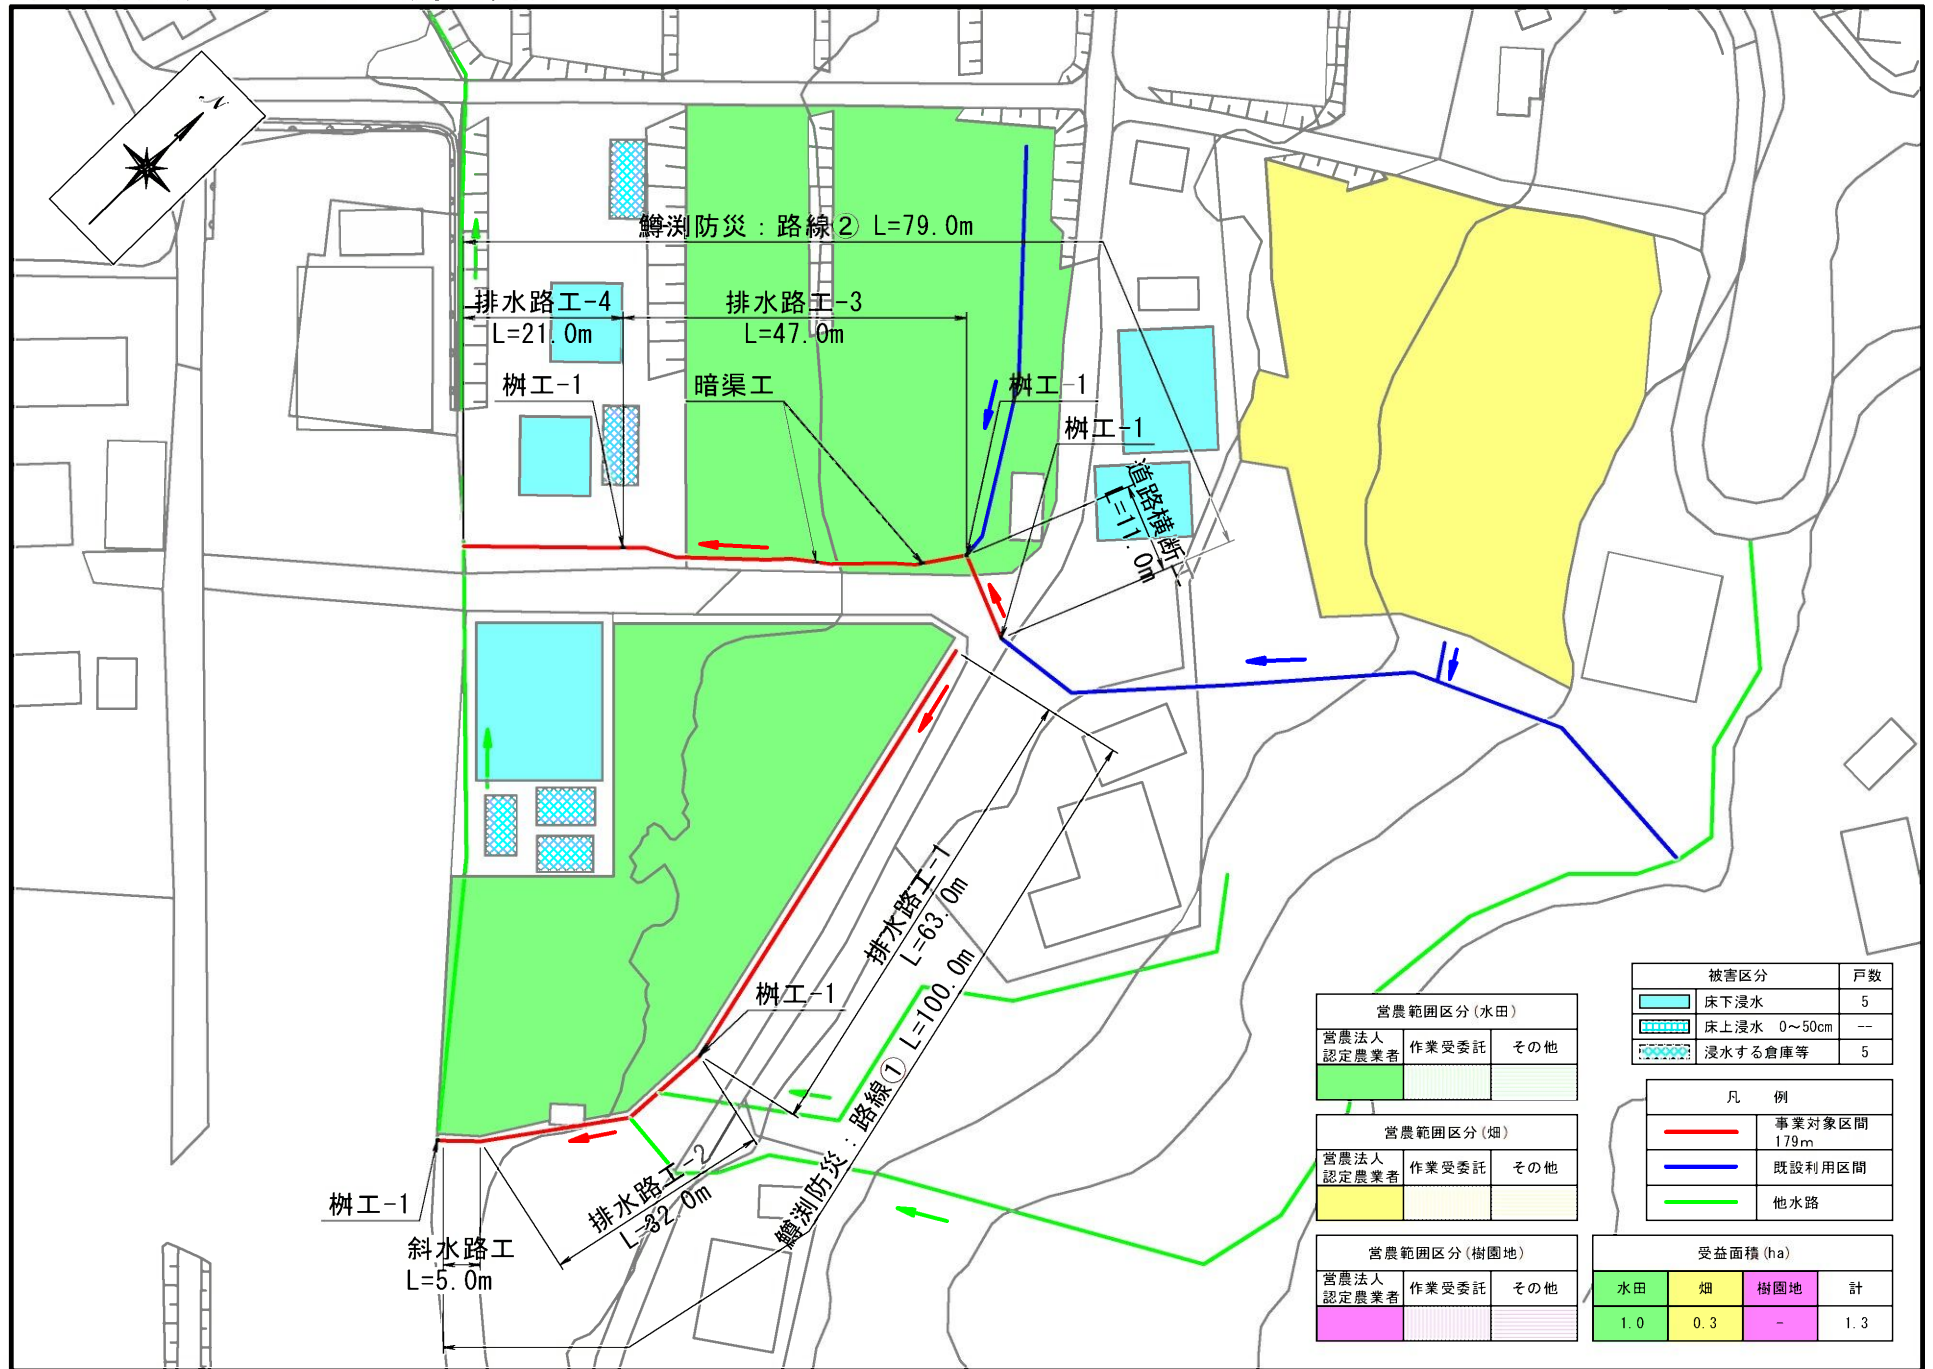 N
鱒渕防災：路線② L=79.0m
排水路工-4
L=21.0m
排水路工-3
L=47.0m
桝工-1
暗渠工
桝工-1
桝工-1
道路横断工
L=11.0m
排水路工-1
L=63.0m
鱒渕防災：路線① L=100.0m
桝工-1
排水路工-2
L=32.0m
桝工-1
斜水路工
L=5.0m
被害区分 戸数
床下浸水 5
床上浸水 0～50cm --
浸水する倉庫等 5
営農範囲区分(水田)
営農法人
認定農業者 作業受委託 その他
営農範囲区分(畑)
営農法人
認定農業者 作業受委託 その他
営農範囲区分(樹園地)
営農法人
認定農業者 作業受委託 その他
凡 例
事業対象区間
179m
既設利用区間
他水路
受益面積(ha)
水田 畑 樹園地 計
1.0 0.3 - 1.3